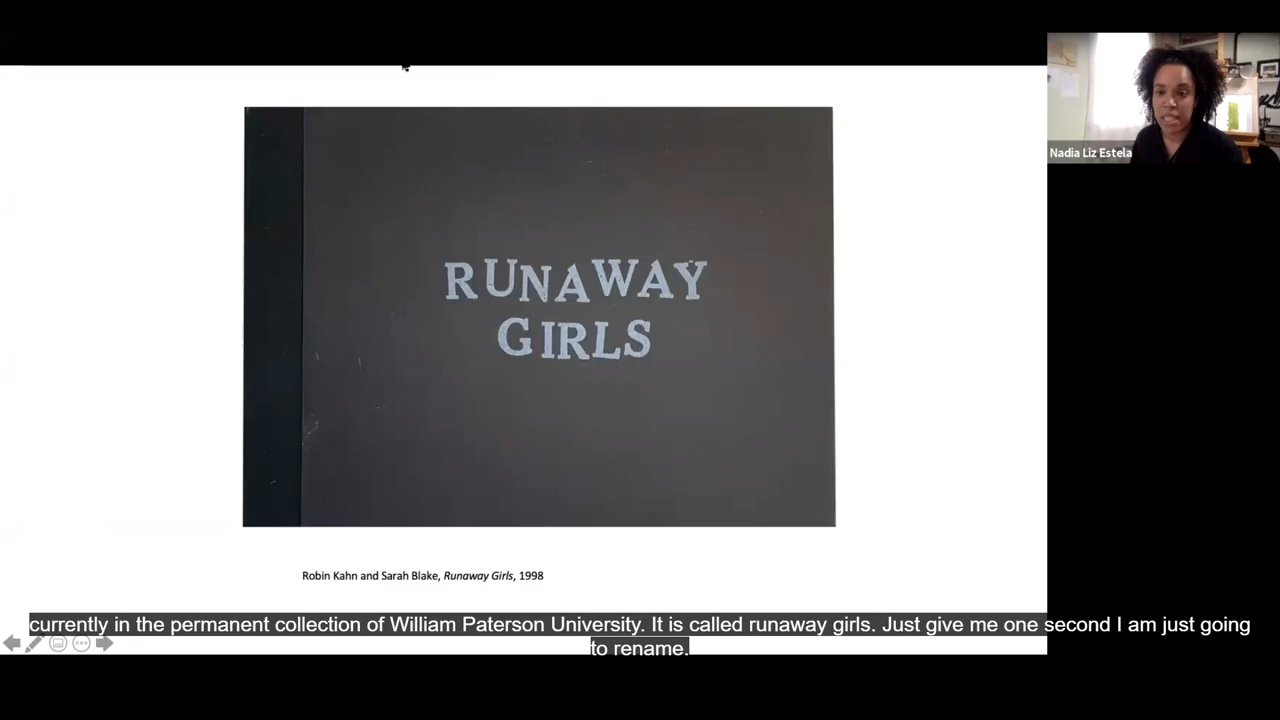 Nadia Liz Estela
RUNAWAY
GIRLS
Robin Kahn and Sarah Blake, Runaway Girls, 1998
currently in the permanent collection of William Paterson University. It is called runaway girls. Just give me one second I am just going
to rename.